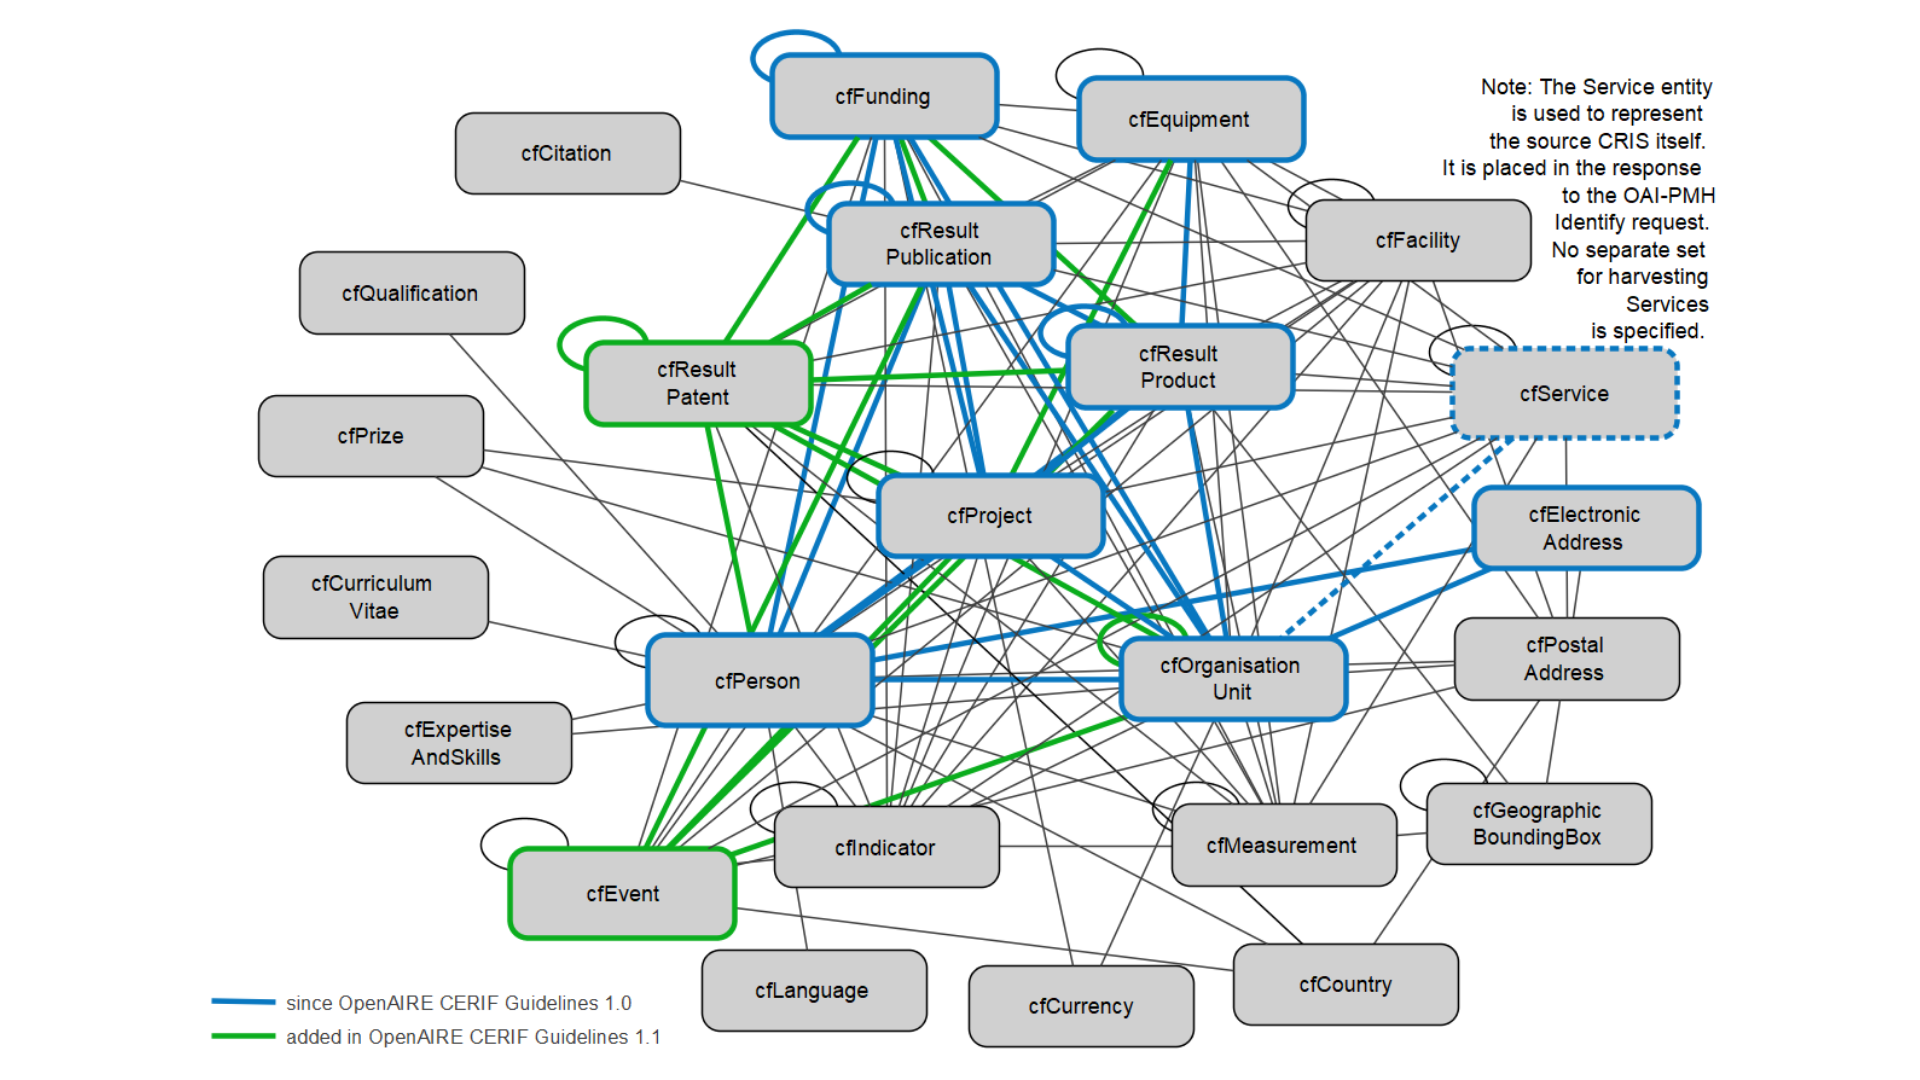 cfFunding
cfEquipment
Note: The Service entity
is used to represent
the source CRIS itself.
It is placed in the response
to the OAI-PMH
Identify request.
No separate set
for harvesting
Services
is specified.
cfCitation
cfResult
Publication
cfFacility
cfQualification
cfResult
Patent
cfResult
Product
cfService
cfPrize
cfProject
cfElectronic
Address
cfCurriculum
Vitae
cfPerson
cfOrganisation
Unit
cfPostal
Address
cfExpertise
AndSkills
cfIndicator
cfMeasurement
cfGeographic
BoundingBox
cfEvent
cfLanguage
cfCurrency
cfCountry
since OpenAIRE CERIF Guidelines 1.0
added in OpenAIRE CERIF Guidelines 1.1